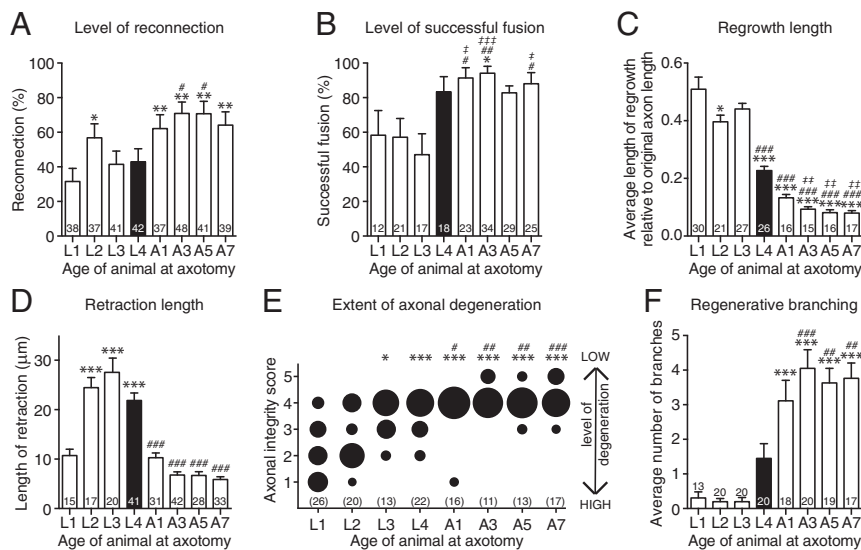 A
Level of reconnection
Reconnection (%)
100
80
60
40
20
0
*
**
#
**
#
**
**
38 37 41 42 37 48 41 39
L1 L2 L3 L4 A1 A3 A5 A7
Age of animal at axotomy
B
Level of successful fusion
Successful fusion (%)
100
80
60
40
20
0
‡
#
‡‡‡
##
*
‡
#
12 21 17 18 23 34 29 25
L1 L2 L3 L4 A1 A3 A5 A7
Age of animal at axotomy
C
Regrowth length
Average length of regrowth
relative to original axon length
0.6
0.4
0.2
0.0
*
###
***
###
***
‡‡
###
***
‡‡
###
***
‡‡
###
***
30 21 27 26 16 15 16 17
L1 L2 L3 L4 A1 A3 A5 A7
Age of animal at axotomy
D
Retraction length
Length of retraction (μm)
30
20
10
0
***
***
***
###
###
###
###
15 17 20 41 31 42 28 33
L1 L2 L3 L4 A1 A3 A5 A7
Age of animal at axotomy
E
Extent of axonal degeneration
Axonal integrity score
5
4
3
2
1
# ## ## ###
* *** *** *** *** ***
LOW
level of
degeneration
HIGH
(26) (20) (13) (22) (16) (11) (13) (17)
L1 L2 L3 L4 A1 A3 A5 A7
Age of animal at axotomy
F
Regenerative branching
Average number of branches
5
4
3
2
1
0
***
###
***
##
***
##
***
13 20 20 20 18 20 19 17
L1 L2 L3 L4 A1 A3 A5 A7
Age of animal at axotomy